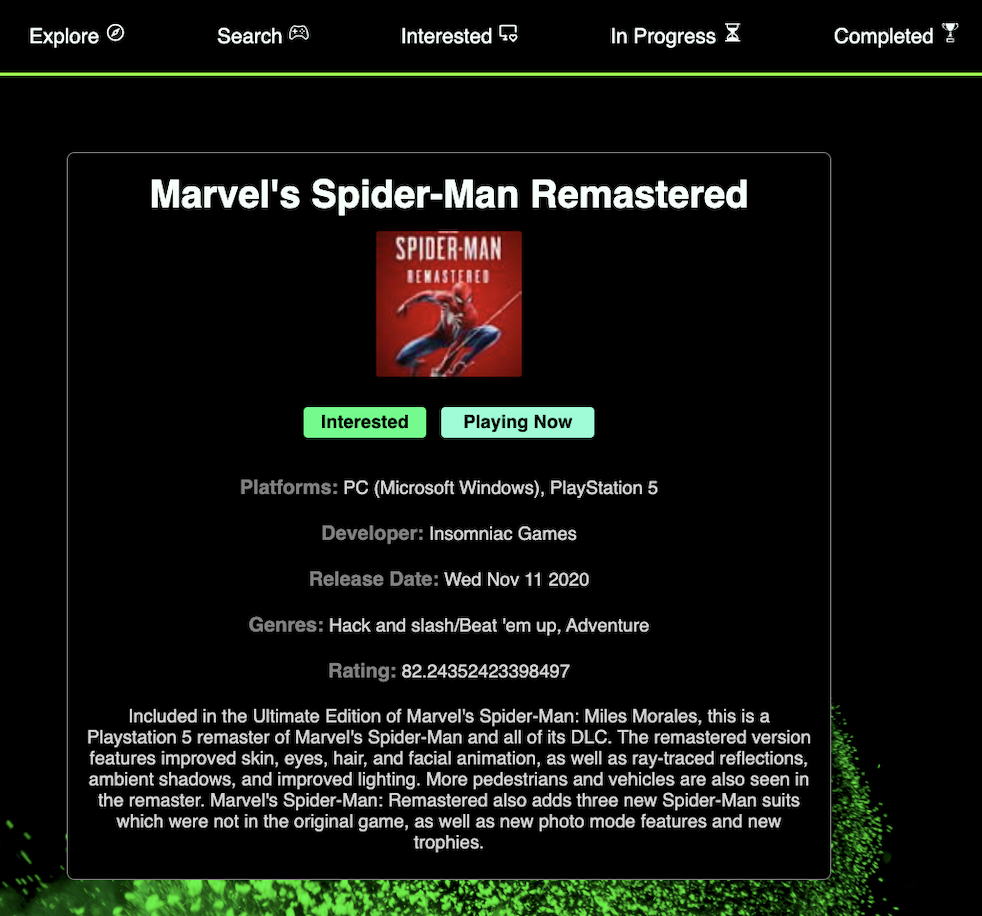 Explore
Search
Interested
In Progress
Completed
Marvel's Spider-Man Remastered
SPIDER-MAN
REMASTERED
Interested
Playing Now
Platforms: PC (Microsoft Windows), PlayStation 5
Developer: Insomniac Games
Release Date: Wed Nov 11 2020
Genres: Hack and slash/Beat 'em up, Adventure
Rating: 82.24352423398497
Included in the Ultimate Edition of Marvel's Spider-Man: Miles Morales, this is a
Playstation 5 remaster of Marvel's Spider-Man and all of its DLC. The remastered version
features improved skin, eyes, hair, and facial animation, as well as ray-traced reflections,
ambient shadows, and improved lighting. More pedestrians and vehicles are also seen in
the remaster. Marvel's Spider-Man: Remastered also adds three new Spider-Man suits
which were not in the original game, as well as new photo mode features and new
trophies.